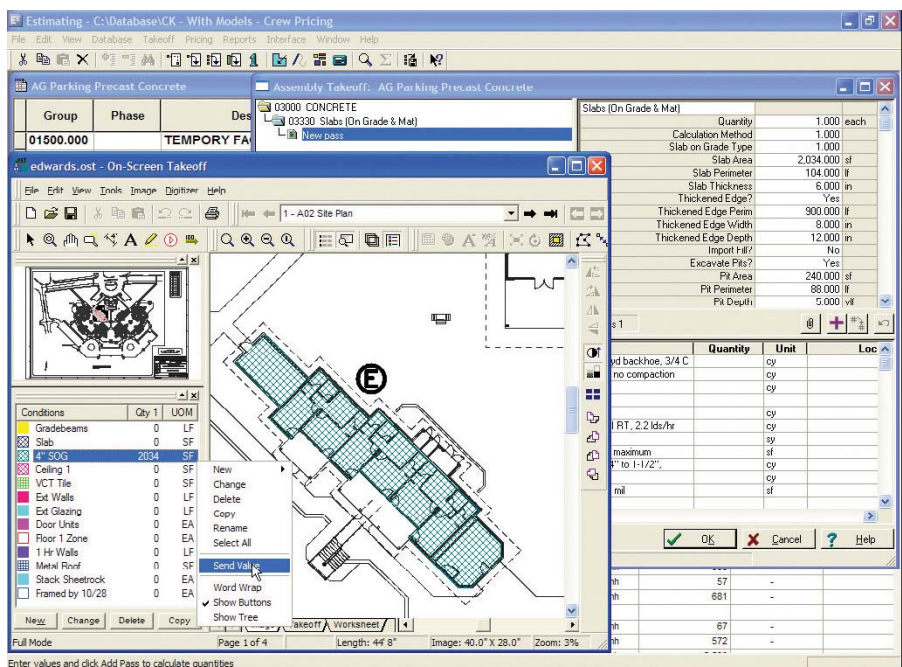 Estimating - C:\Database\CK - With Models - Crew Pricing
File Edit View Database Takeoff Pricing Reports Interface Window Help
AG Parking Precast Concrete
Group Phase Des
01500.000 TEMPORY FA
Assembly Takeoff: AG Parking Precast Concrete
03000 CONCRETE
03330 Slabs (On Grade & Mat)
New pass
Slabs (On Grade & Mat)
Quantity 1.000 each
Calculation Method 1.000
Slab on Grade Type 1.000
Slab Area 2,034.000 sf
Slab Perimeter 104.000 lf
Slab Thickness 6.000 in
Thickened Edge? Yes
Thickened Edge Perim 900.000 lf
Thickened Edge Width 8.000 in
Thickened Edge Depth 12.000 in
Import Fill? No
Excavate Pits? Yes
Pit Area 240.000 sf
Pit Perimeter 88.000 lf
Pit Depth 5.000 vlf
s 1
Quantity Unit Loc
yd backhoe, 3/4 C cy
no compaction cy
cy
cy
RT, 2.2 lds/hr cy
sy
maximum sf
4" to 1-1/2", cy
cy
mil sf
OK Cancel Help
57 -
681 -
67 -
572 -
edwards.ost - On-Screen Takeoff
File Edit View Tools Image Digitizer Help
1 - A02 Site Plan
E
Conditions Qty 1 UOM
Gradebeams 0 LF
Slab 0 SF
4" SOG 2034 SF
Ceiling 1 0 SF
VCT Tile 0 SF
Ext Walls 0 LF
Ext Glazing 0 LF
Door Units 0 EA
Floor 1 Zone 0 EA
1 Hr Walls 0 LF
Metal Roof 0 SF
Stack Sheetrock 0 EA
Framed by 10/28 0 EA
New
Change
Delete
Copy
Rename
Select All
Send Value
Word Wrap
Show Buttons
Show Tree
New Change Delete Copy
Takeoff Worksheet
Full Mode Page 1 of 4 Length: 44' 8" Image: 40.0" X 28.0" Zoom: 3%
Enter values and click Add Pass to calculate quantities